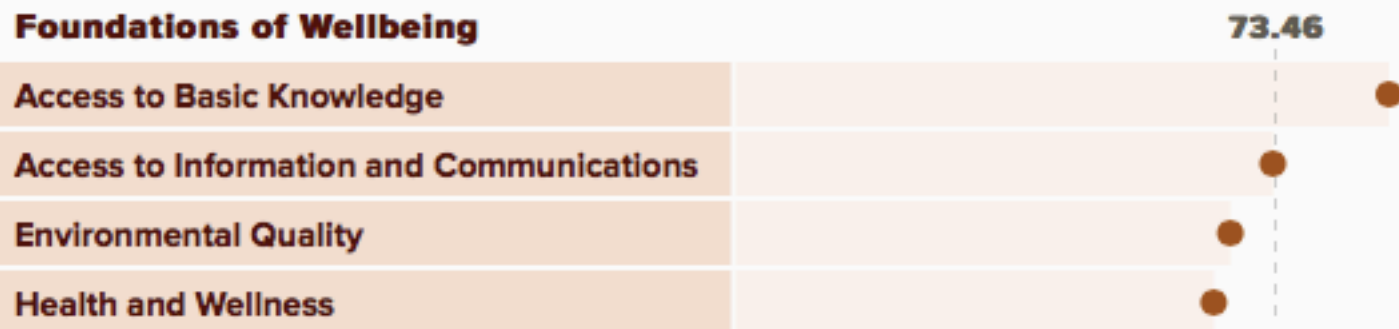 Foundations of Wellbeing 73.46
Access to Basic Knowledge
Access to Information and Communications
Environmental Quality
Health and Wellness